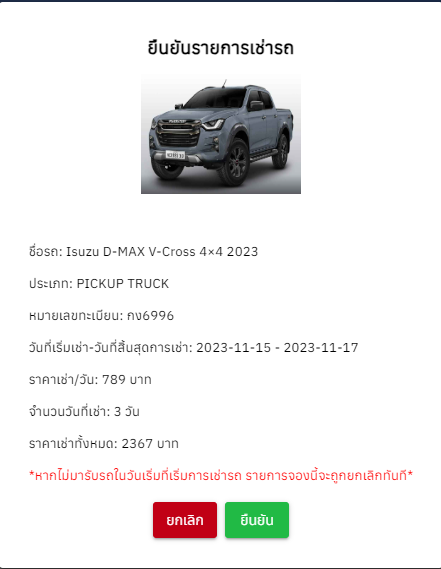 ยืนยันรายการเช่ารถ
ชื่อรถ: Isuzu D-MAX V-Cross 4×4 2023
ประเภท: PICKUP TRUCK
หมายเลขทะเบียน: กง6996
วันที่เริ่มเช่า-วันที่สิ้นสุดการเช่า: 2023-11-15 - 2023-11-17
ราคาเช่า/วัน: 789 บาท
จำนวนวันที่เช่า: 3 วัน
ราคาเช่าทั้งหมด: 2367 บาท
*หากไม่มารับรถในวันเริ่มที่เริ่มการเช่ารถ รายการจองนี้จะถูกยกเลิกทันที*
ยกเลิก
ยืนยัน